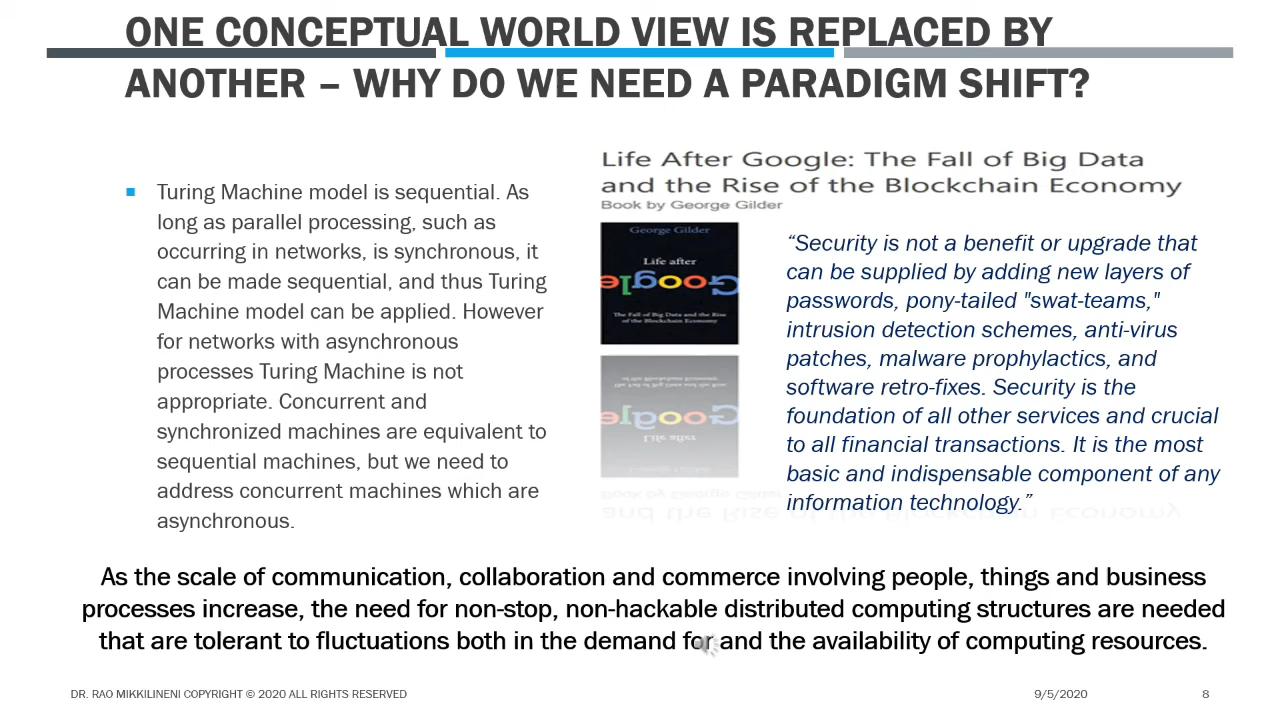 ONE CONCEPTUAL WORLD VIEW IS REPLACED BY
ANOTHER – WHY DO WE NEED A PARADIGM SHIFT?
Turing Machine model is sequential. As
long as parallel processing, such as
occurring in networks, is synchronous, it
can be made sequential, and thus Turing
Machine model can be applied. However
for networks with asynchronous
processes Turing Machine is not
appropriate. Concurrent and
synchronized machines are equivalent to
sequential machines, but we need to
address concurrent machines which are
asynchronous.
Life After Google: The Fall of Big Data
and the Rise of the Blockchain Economy
Book by George Gilder
George Gilder
Life after
Google
The Fall of Big Data and the Rise
of the Blockchain Economy
“Security is not a benefit or upgrade that
can be supplied by adding new layers of
passwords, pony-tailed "swat-teams,"
intrusion detection schemes, anti-virus
patches, malware prophylactics, and
software retro-fixes. Security is the
foundation of all other services and crucial
to all financial transactions. It is the most
basic and indispensable component of any
information technology.”
As the scale of communication, collaboration and commerce involving people, things and business
processes increase, the need for non-stop, non-hackable distributed computing structures are needed
that are tolerant to fluctuations both in the demand for and the availability of computing resources.
DR. RAO MIKKILINENI COPYRIGHT © 2020 ALL RIGHTS RESERVED
9/5/2020
8